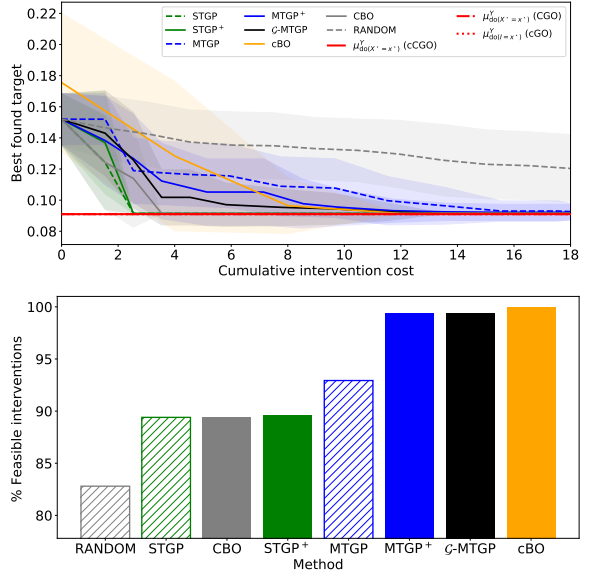 0.22
0.20
0.18
0.16
0.14
0.12
0.10
0.08
Best found target
STGP
STGP⁺
MTGP
MTGP⁺
𝒢-MTGP
cBO
CBO
RANDOM
μ^Y_do(X*=x*) (cCGO)
μ^Y_do(X*=x*) (CGO)
μ^Y_do(I=x*) (cGO)
0 2 4 6 8 10 12 14 16 18
Cumulative intervention cost
100
95
90
85
80
% Feasible interventions
RANDOM STGP CBO STGP⁺ MTGP MTGP⁺ 𝒢-MTGP cBO
Method